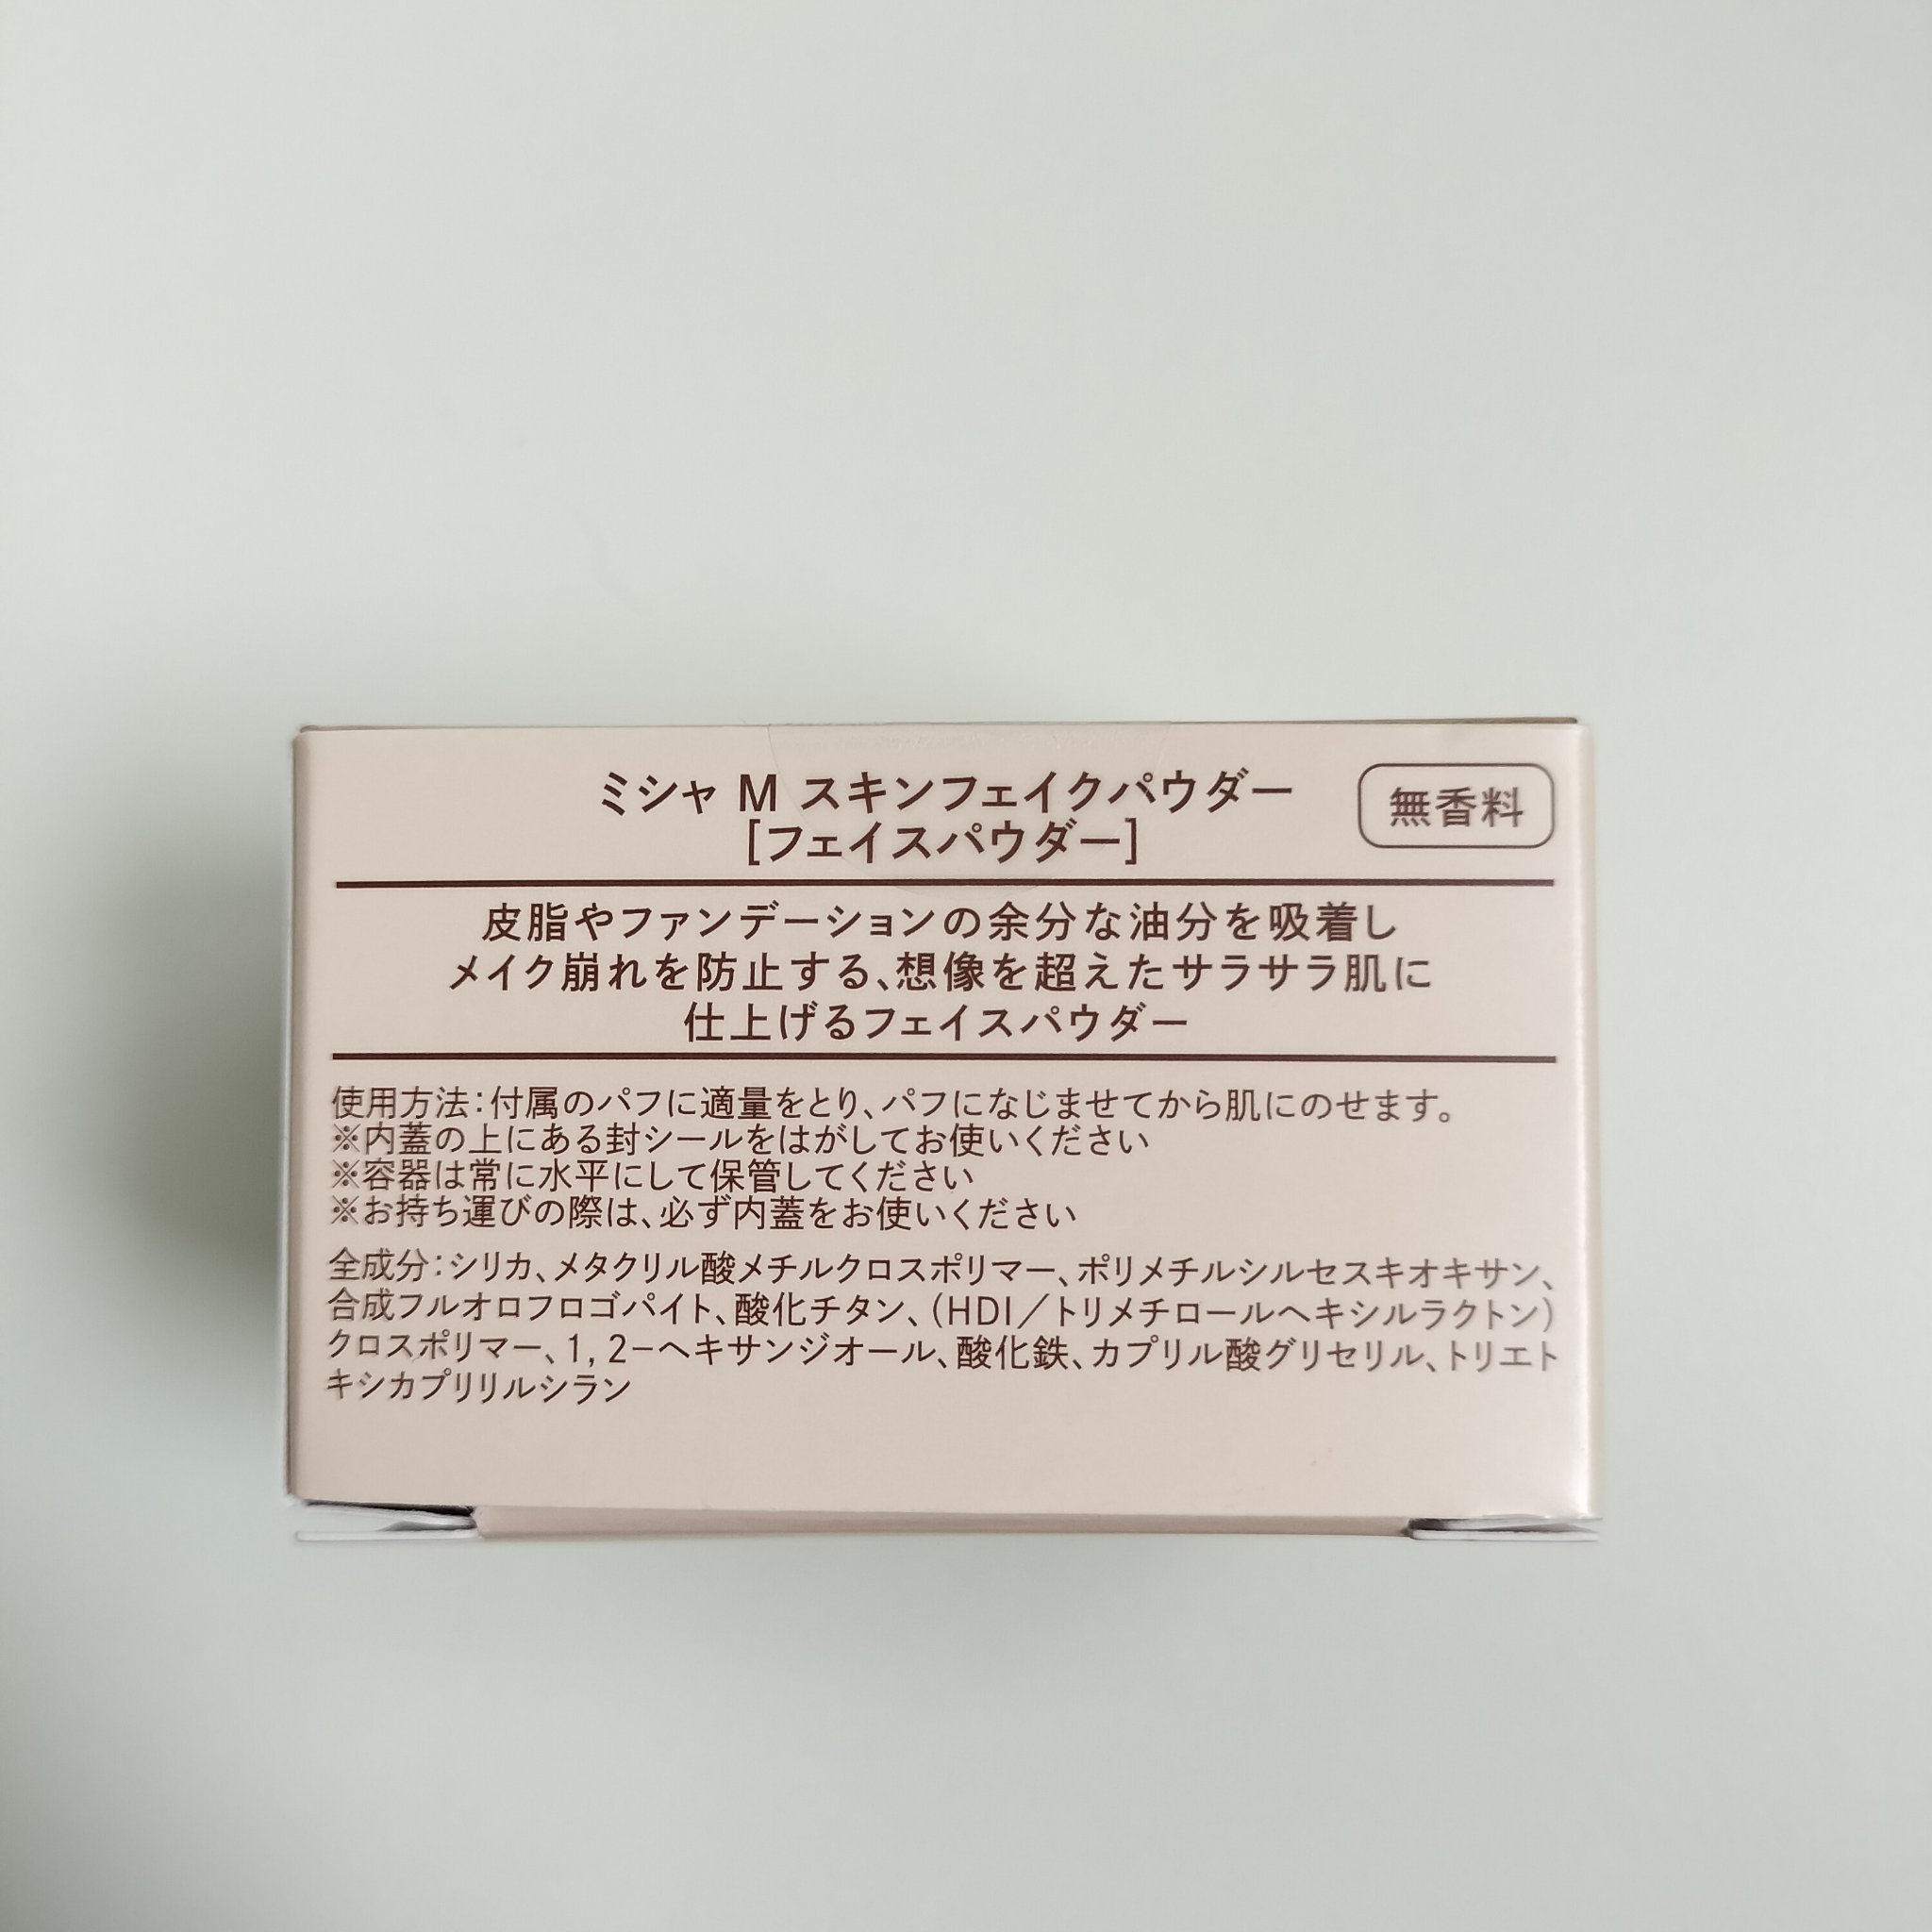 ミシャ M スキンフェイクパウダー
[フェイスパウダー]
無香料
皮脂やファンデーションの余分な油分を吸着し
メイク崩れを防止する、想像を超えたサラサラ肌に
仕上げるフェイスパウダー
使用方法：付属のパフに適量をとり、パフになじませてから肌にのせます。
※内蓋の上にある封シールをはがしてお使いください
※容器は常に水平にして保管してください
※お持ち運びの際は、必ず内蓋をお使いください
全成分：シリカ、メタクリル酸メチルクロスポリマー、ポリメチルシルセスキオキサン、
合成フルオロフロゴパイト、酸化チタン、（HDI／トリメチロールヘキシルラクトン）
クロスポリマー、1，2－ヘキサンジオール、酸化鉄、カプリル酸グリセリル、トリエト
キシカプリリルシラン